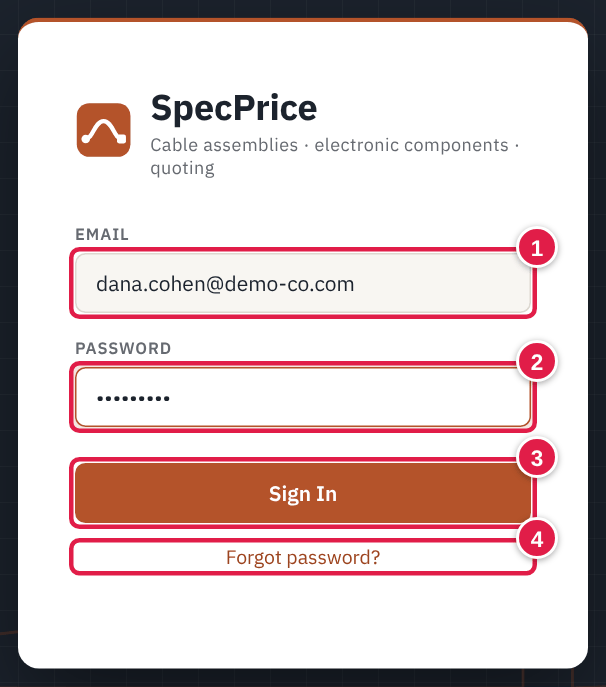 SpecPrice
Cable assemblies · electronic components ·
quoting
EMAIL
1
dana.cohen@demo-co.com
PASSWORD
2
•••••••••
3
Sign In
4
Forgot password?